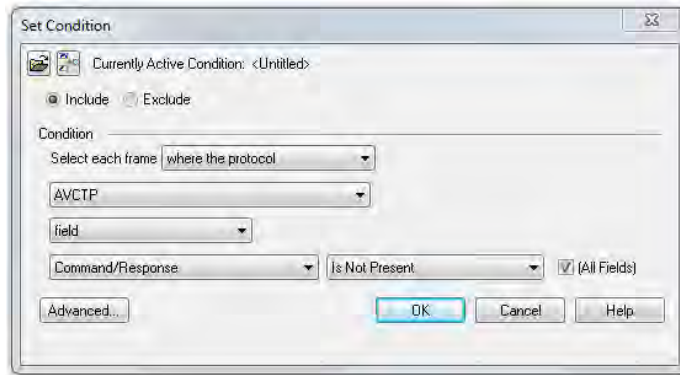 Set Condition
Currently Active Condition: <Untitled>
Include Exclude
Condition
Select each frame where the protocol
AVCTP
field
Command/Response Is Not Present (All Fields)
Advanced... OK Cancel Help